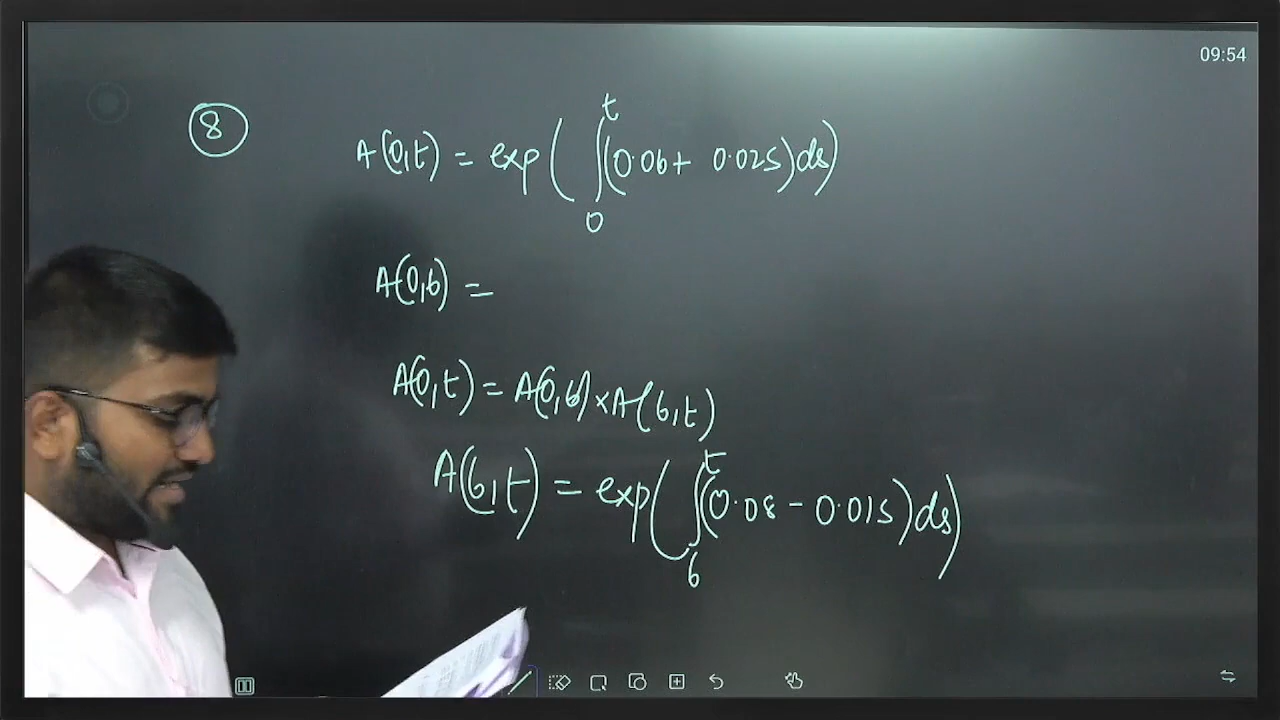 09:54
8
A(0,t) = exp( ∫₀ᵗ (0.06 + 0.02s) ds )
A(0,6) =
A(0,t) = A(0,6) × A(6,t)
A(6,t) = exp( ∫₆ᵗ (0.08 - 0.01s) ds )